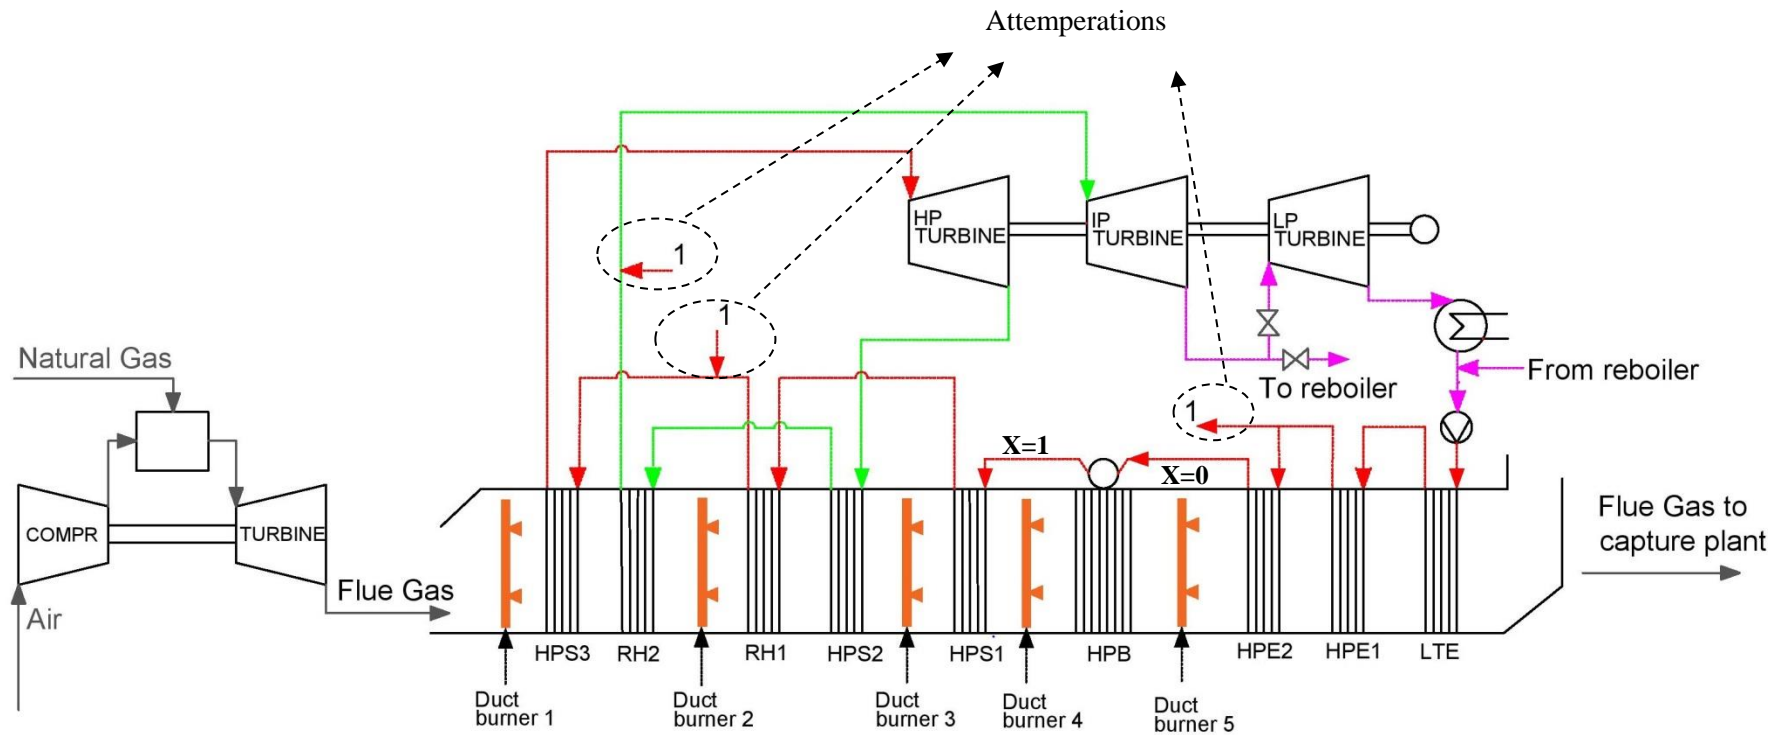 Attemperations
1
HP
TURBINE
IP
TURBINE
LP
TURBINE
1
Natural Gas
To reboiler
From reboiler
1
X=1
X=0
COMPR
TURBINE
Flue Gas
Air
Flue Gas to
capture plant
HPS3
RH2
RH1
HPS2
HPS1
HPB
HPE2
HPE1
LTE
Duct
burner 1
Duct
burner 2
Duct
burner 3
Duct
burner 4
Duct
burner 5